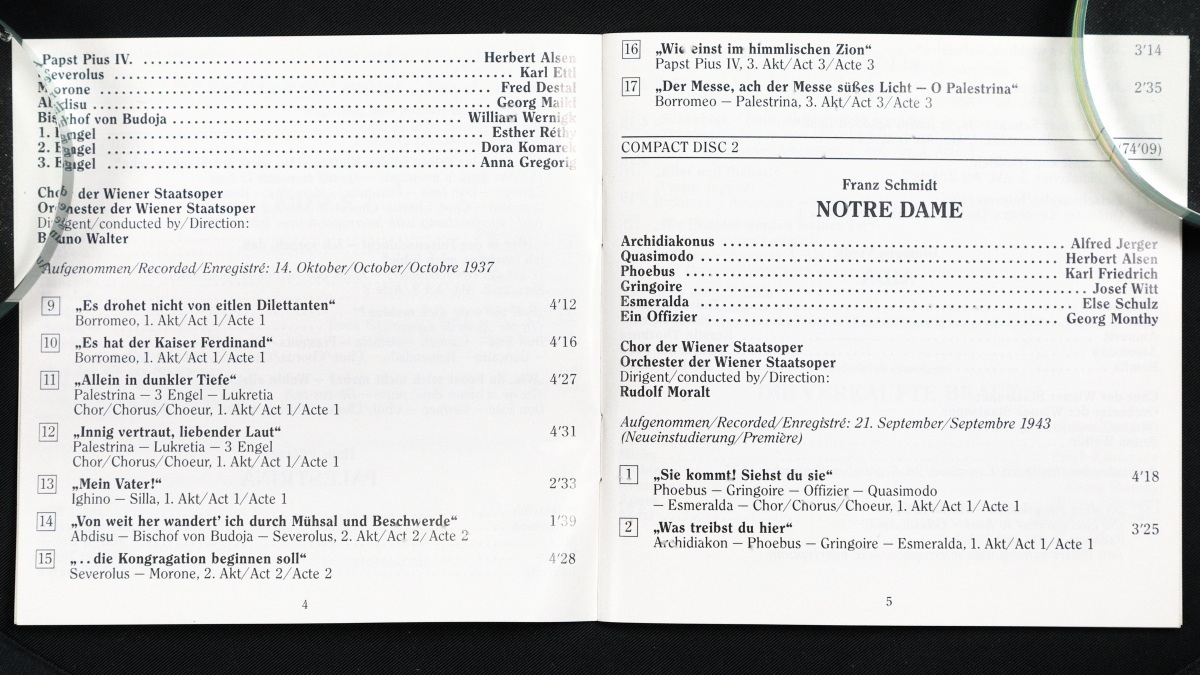 Papst Pius IV. ........ Herbert Alsen
Severolus ........ Karl Ettl
Morone ........ Fred Destal
Abdisu ........ Georg
Bischof von Budoja ........ William Wernigk
1. Engel ........ Esther Réthy
2. Engel ........ Dora Komarek
3. Engel ........ Anna Gregorig
Chor der Wiener Staatsoper
Orchester der Wiener Staatsoper
Dirigent/conducted by/Direction:
Bruno Walter
Aufgenommen/Recorded/Enregistré: 14. Oktober/October/Octobre 1937
9 „Es drohet nicht von eitlen Dilettanten“ 4’12
Borromeo, 1. Akt/Act 1/Acte 1
10 „Es hat der Kaiser Ferdinand“ 4’16
Borromeo, 1. Akt/Act 1/Acte 1
11 „Allein in dunkler Tiefe“ 4’27
Palestrina – 3 Engel – Lukretia
Chor/Chorus/Choeur, 1. Akt/Act 1/Acte 1
12 „Innig vertraut, liebender Laut“ 4’31
Palestrina – Lukretia – 3 Engel
Chor/Chorus/Choeur, 1. Akt/Act 1/Acte 1
13 „Mein Vater!“ 2’33
Ighino – Silla, 1. Akt/Act 1/Acte 1
14 „Von weit her wandert’ ich durch Mühsal und Beschwerde“ 1’39
Abdisu – Bischof von Budoja – Severolus, 2. Akt/Act 2/Acte 2
15 „. . die Kongragation beginnen soll“ 4’28
Severolus – Morone, 2. Akt/Act 2/Acte 2
4
16 „Wie einst im himmlischen Zion“ 3’14
Papst Pius IV, 3. Akt/Act 3/Acte 3
17 „Der Messe, ach der Messe süßes Licht – O Palestrina“ 2’35
Borromeo – Palestrina, 3. Akt/Act 3/Acte 3
COMPACT DISC 2 (74’09)
Franz Schmidt
NOTRE DAME
Archidiakonus ........ Alfred Jerger
Quasimodo ........ Herbert Alsen
Phoebus ........ Karl Friedrich
Gringoire ........ Josef Witt
Esmeralda ........ Else Schulz
Ein Offizier ........ Georg Monthy
Chor der Wiener Staatsoper
Orchester der Wiener Staatsoper
Dirigent/conducted by/Direction:
Rudolf Moralt
Aufgenommen/Recorded/Enregistré: 21. September/Septembre 1943
(Neueinstudierung/Première)
1 „Sie kommt! Siehst du sie“ 4’18
Phoebus – Gringoire – Offizier – Quasimodo
– Esmeralda – Chor/Chorus/Choeur, 1. Akt/Act 1/Acte 1
2 „Was treibst du hier“ 3’25
Archidiakon – Phoebus – Gringoire – Esmeralda, 1. Akt/Act 1/Acte 1
5